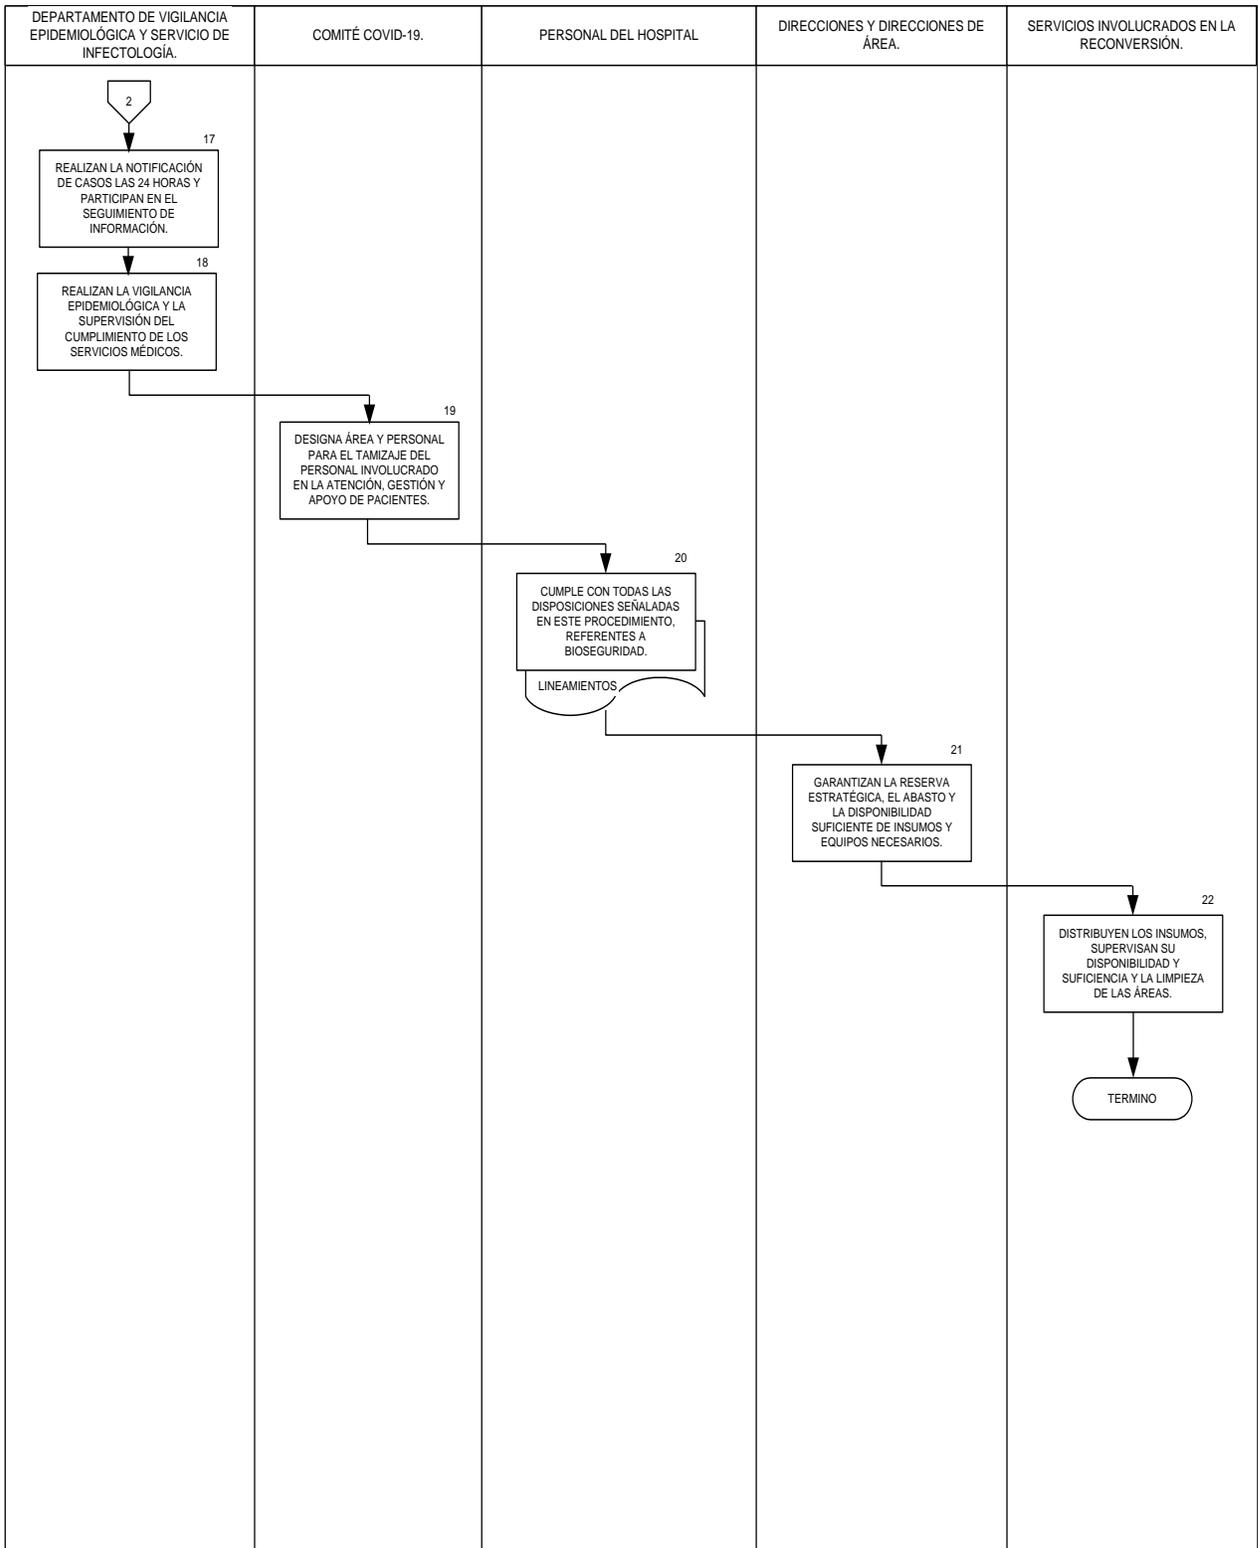 DEPARTAMENTO DE VIGILANCIA
EPIDEMIOLÓGICA Y SERVICIO DE
INFECTOLOGÍA.
COMITÉ COVID-19.
PERSONAL DEL HOSPITAL
DIRECCIONES Y DIRECCIONES DE
ÁREA.
SERVICIOS INVOLUCRADOS EN LA
RECONVERSIÓN.
2
17
REALIZAN LA NOTIFICACIÓN
DE CASOS LAS 24 HORAS Y
PARTICIPAN EN EL
SEGUIMIENTO DE
INFORMACIÓN.
18
REALIZAN LA VIGILANCIA
EPIDEMIOLÓGICA Y LA
SUPERVISIÓN DEL
CUMPLIMIENTO DE LOS
SERVICIOS MÉDICOS.
19
DESIGNA ÁREA Y PERSONAL
PARA EL TAMIZAJE DEL
PERSONAL INVOLUCRADO
EN LA ATENCIÓN, GESTIÓN Y
APOYO DE PACIENTES.
20
CUMPLE CON TODAS LAS
DISPOSICIONES SEÑALADAS
EN ESTE PROCEDIMIENTO,
REFERENTES A
BIOSEGURIDAD.
LINEAMIENTOS
21
GARANTIZAN LA RESERVA
ESTRATÉGICA, EL ABASTO Y
LA DISPONIBILIDAD
SUFICIENTE DE INSUMOS Y
EQUIPOS NECESARIOS.
22
DISTRIBUYEN LOS INSUMOS,
SUPERVISAN SU
DISPONIBILIDAD Y
SUFICIENCIA Y LA LIMPIEZA
DE LAS ÁREAS.
TERMINO